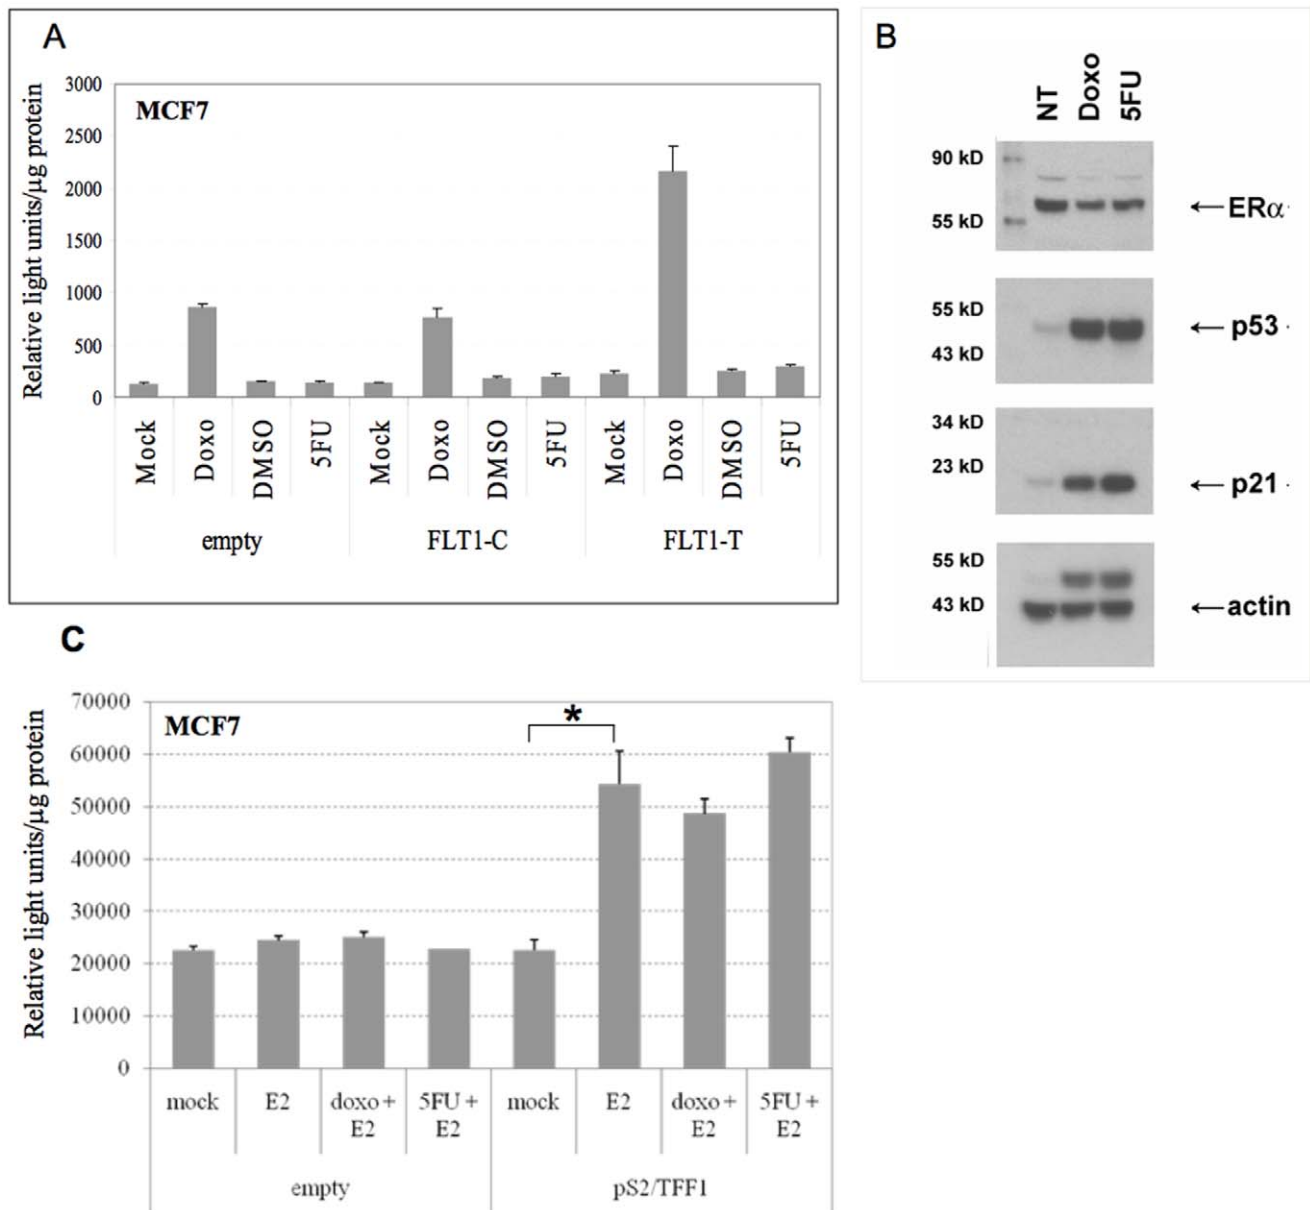 A
MCF7
Relative light units/µg protein
3000
2500
2000
1500
1000
500
0
Mock
Doxo
DMSO
5FU
Mock
Doxo
DMSO
5FU
Mock
Doxo
DMSO
5FU
empty
FLT1-C
FLT1-T
B
NT
Doxo
5FU
90 kD
55 kD
ERα
55 kD
43 kD
p53
34 kD
23 kD
p21
55 kD
43 kD
actin
C
MCF7
Relative light units/µg protein
70000
60000
50000
40000
30000
20000
10000
0
*
mock
E2
doxo +
E2
5FU +
E2
mock
E2
doxo +
E2
5FU +
E2
empty
pS2/TFF1